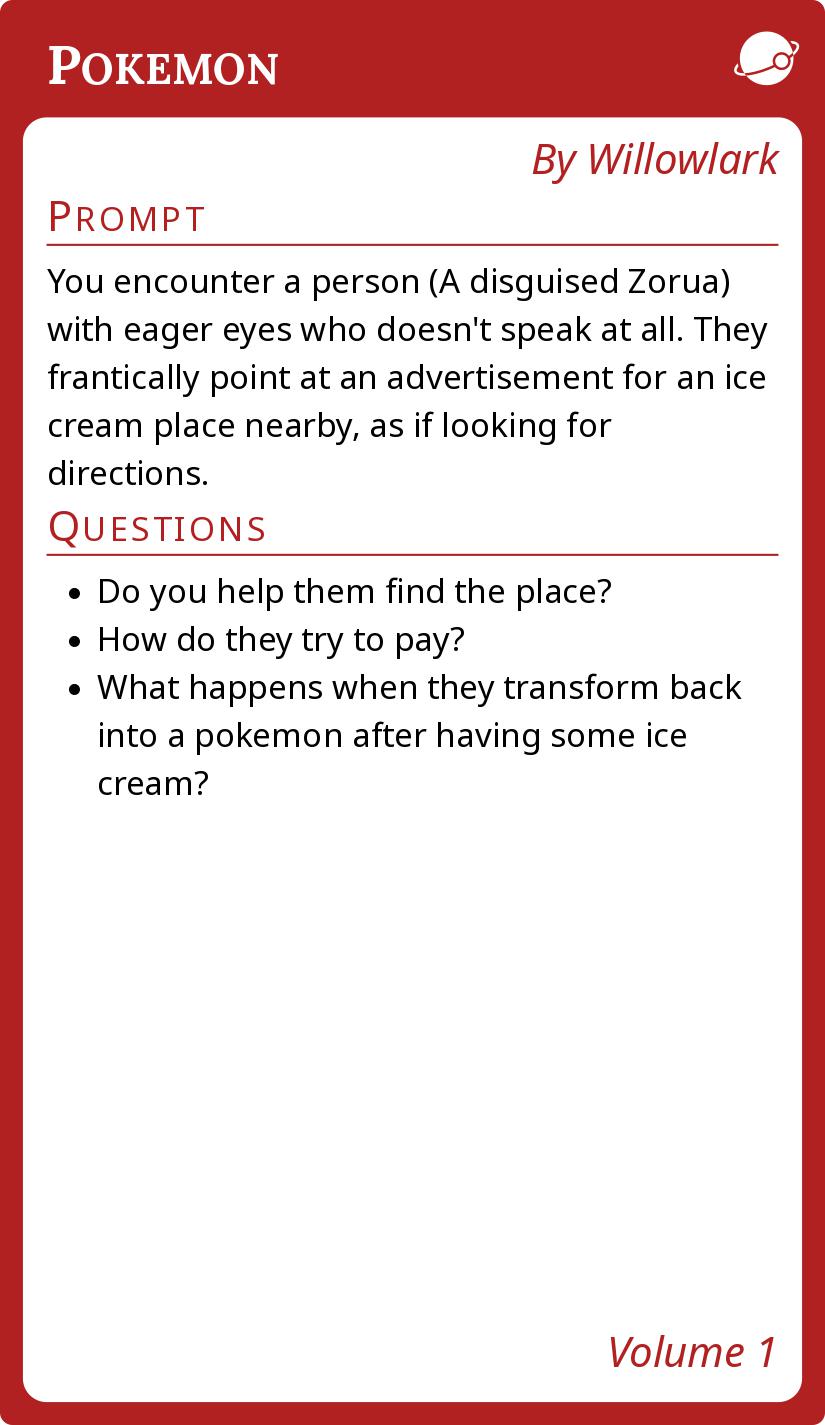 Pokemon
By Willowlark
Prompt
You encounter a person (A disguised Zorua)
with eager eyes who doesn't speak at all. They
frantically point at an advertisement for an ice
cream place nearby, as if looking for
directions.
Questions
• Do you help them find the place?
• How do they try to pay?
• What happens when they transform back
into a pokemon after having some ice
cream?
Volume 1